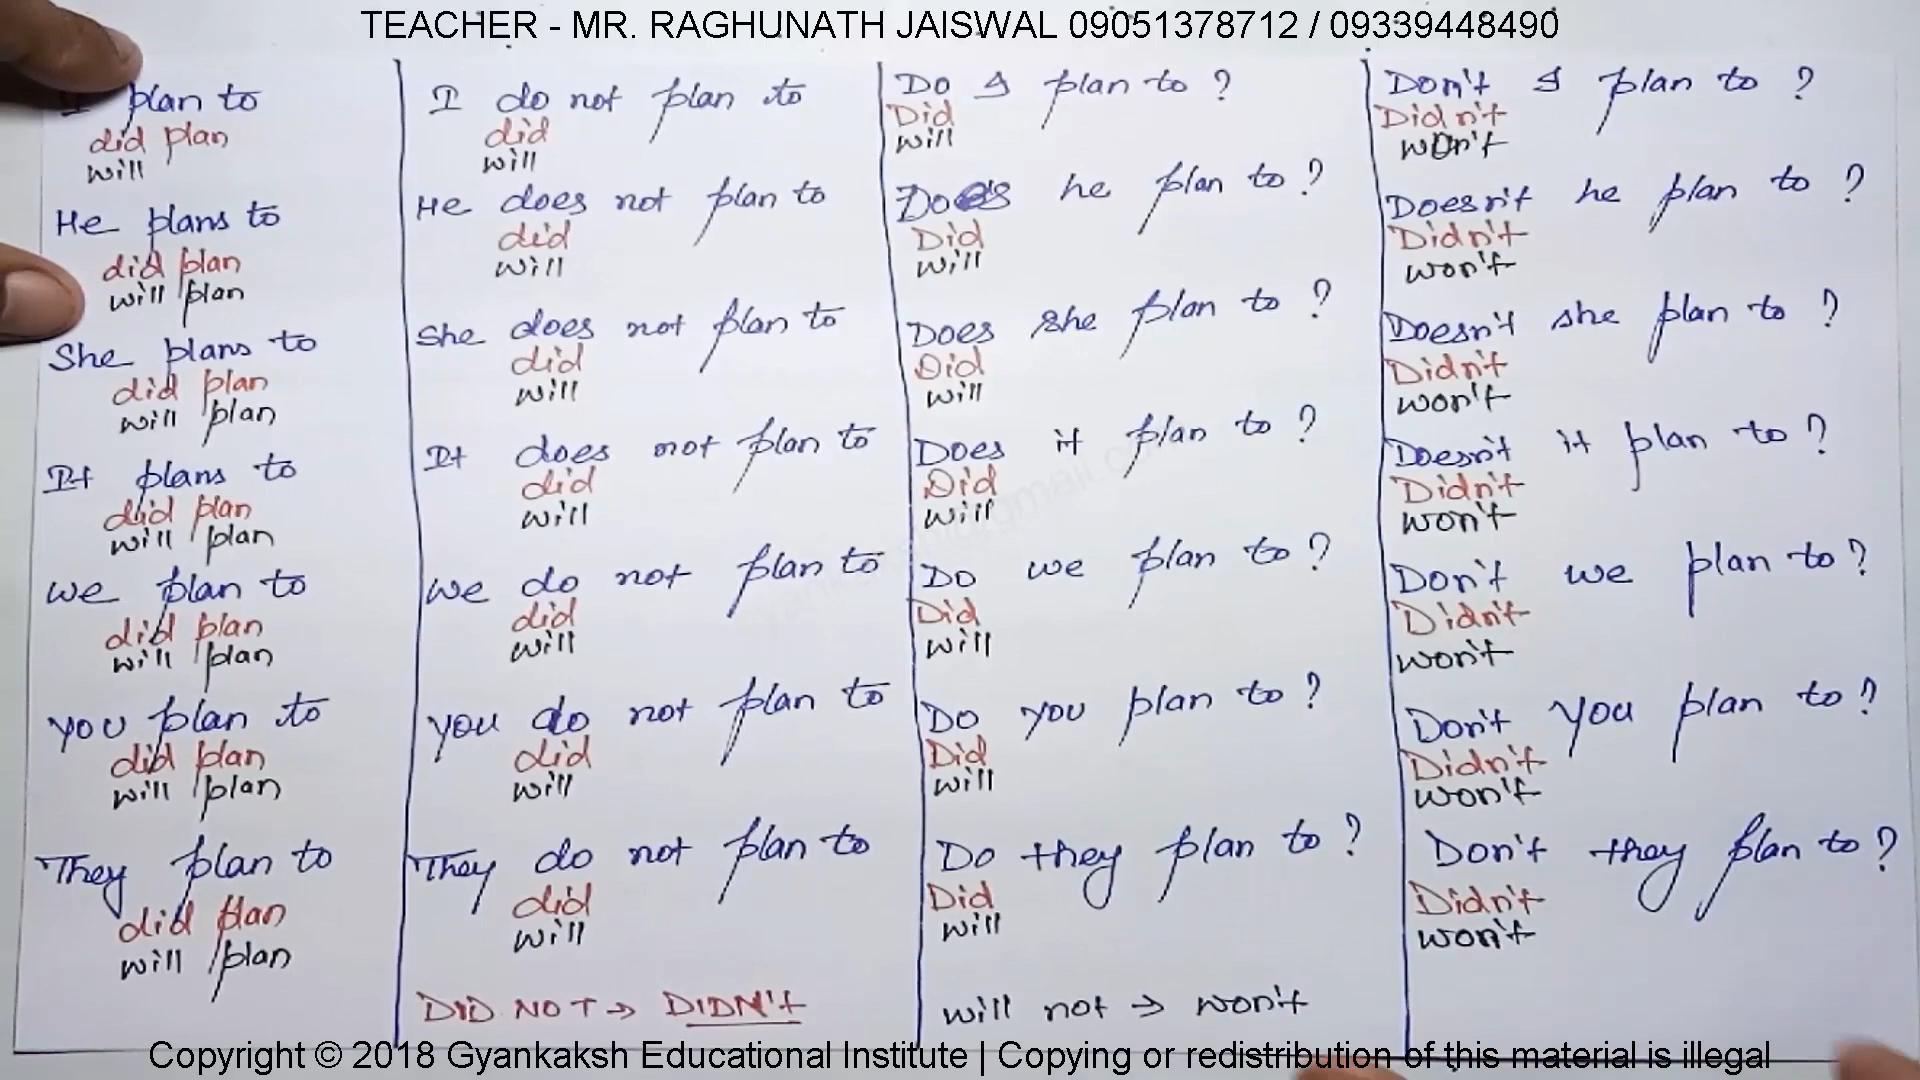 TEACHER - MR. RAGHUNATH JAISWAL 09051378712 / 09339448490
I plan to
did plan
will
He plans to
did plan
will plan
She plans to
did plan
will plan
It plans to
did plan
will plan
we plan to
did plan
will plan
you plan to
did plan
will plan
They plan to
did plan
will plan
I do not plan to
did
will
He does not plan to
did
will
She does not plan to
did
will
It does not plan to
did
will
We do not plan to
did
will
you do not plan to
did
will
They do not plan to
did
will
DID NOT → DIDN't
Do I plan to ?
Did
will
Does he plan to ?
Did
will
Does she plan to ?
Did
will
Does it plan to ?
Did
will
Do we plan to ?
Did
will
Do you plan to ?
Did
will
Do they plan to ?
Did
will
will not → won't
Don't I plan to ?
Didn't
won't
Doesn't he plan to ?
Didn't
won't
Doesn't she plan to ?
Didn't
won't
Doesn't it plan to ?
Didn't
won't
Don't we plan to ?
Didn't
won't
Don't you plan to ?
Didn't
won't
Don't they plan to ?
Didn't
won't
Copyright © 2018 Gyankaksh Educational Institute | Copying or redistribution of this material is illegal